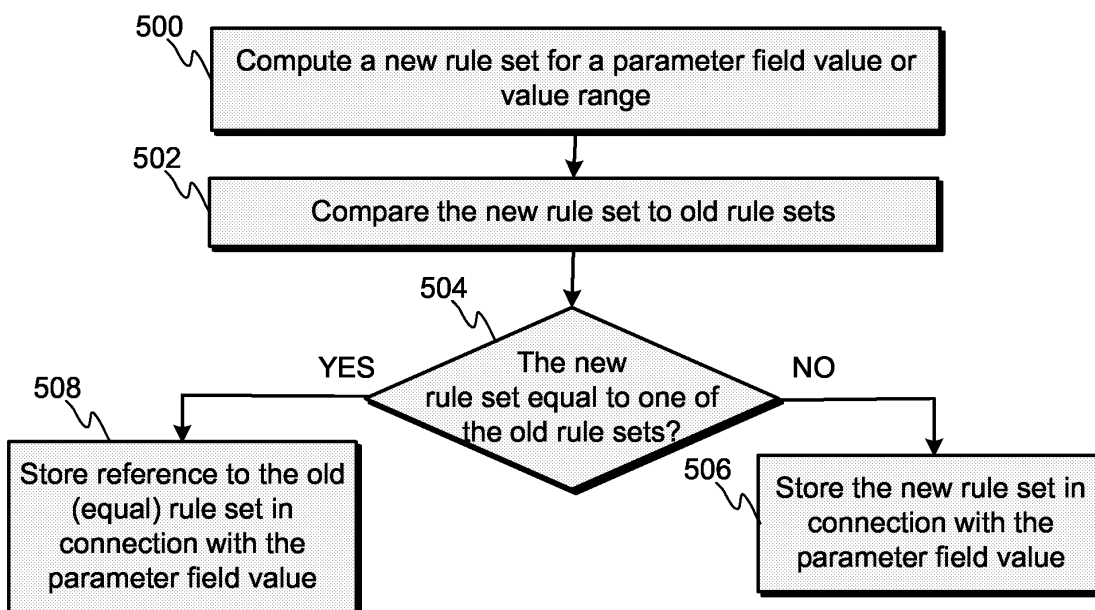 500
Compute a new rule set for a parameter field value or
value range
502
Compare the new rule set to old rule sets
504
The new
rule set equal to one of
the old rule sets?
YES
NO
508
Store reference to the old
(equal) rule set in
connection with the
parameter field value
506
Store the new rule set in
connection with the
parameter field value